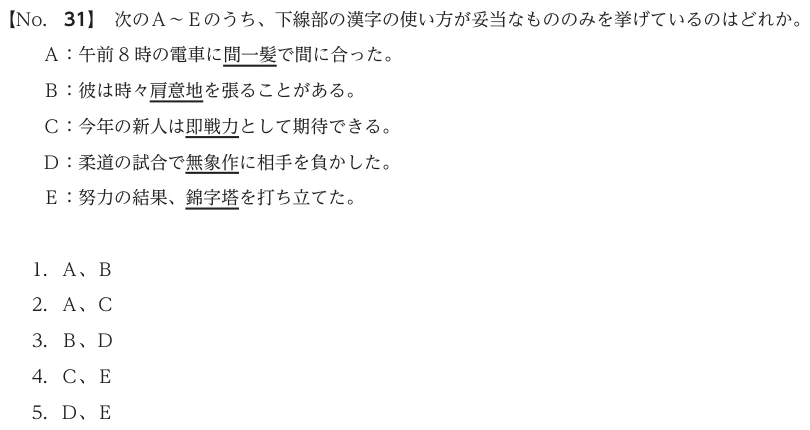 【No. 31】 次のA~Eのうち、下線部の漢字の使い方が妥当なもののみを挙げているのはどれか。
A:午前8時の電車に間一髪で間に合った。
B:彼は時々肩意地を張ることがある。
C:今年の新人は即戦力として期待できる。
D:柔道の試合で無象作に相手を負かした。
E:努力の結果、錦字塔を打ち立てた。
1. A、B
2. A、C
3. B、D
4. C、E
5. D、E